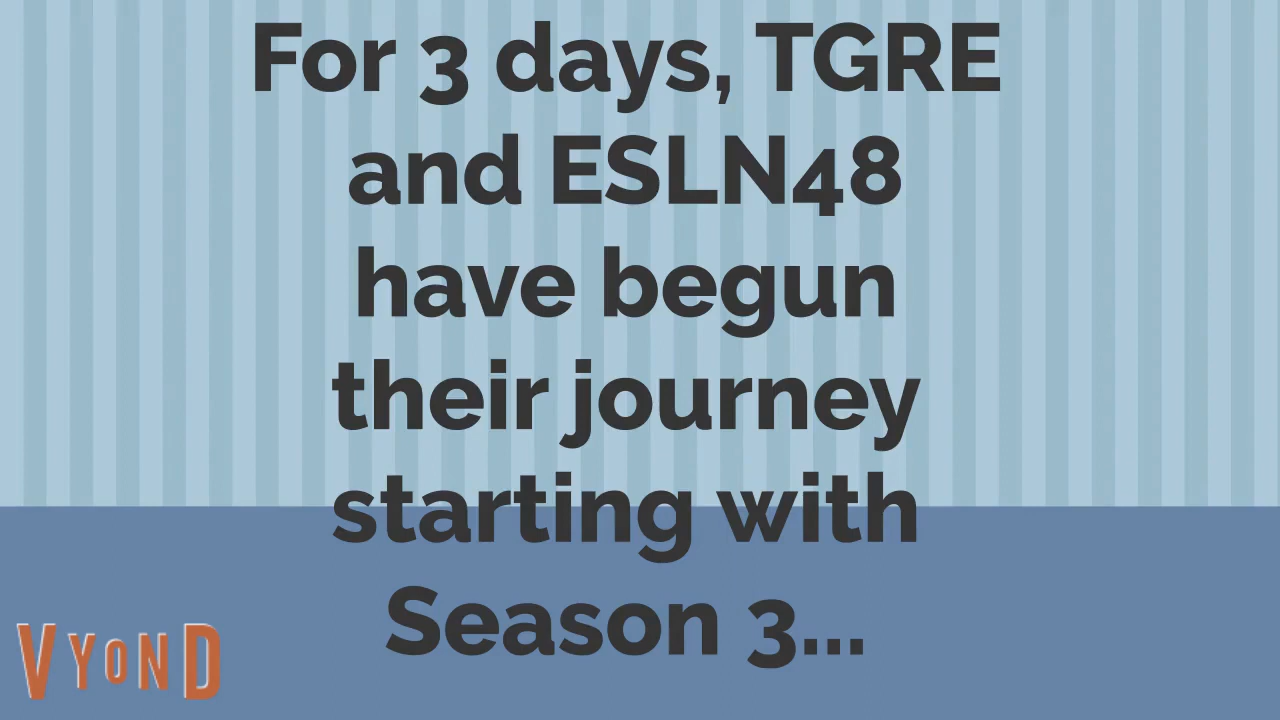 For 3 days, TGRE
and ESLN48
have begun
their journey
starting with
Season 3...
VYOND